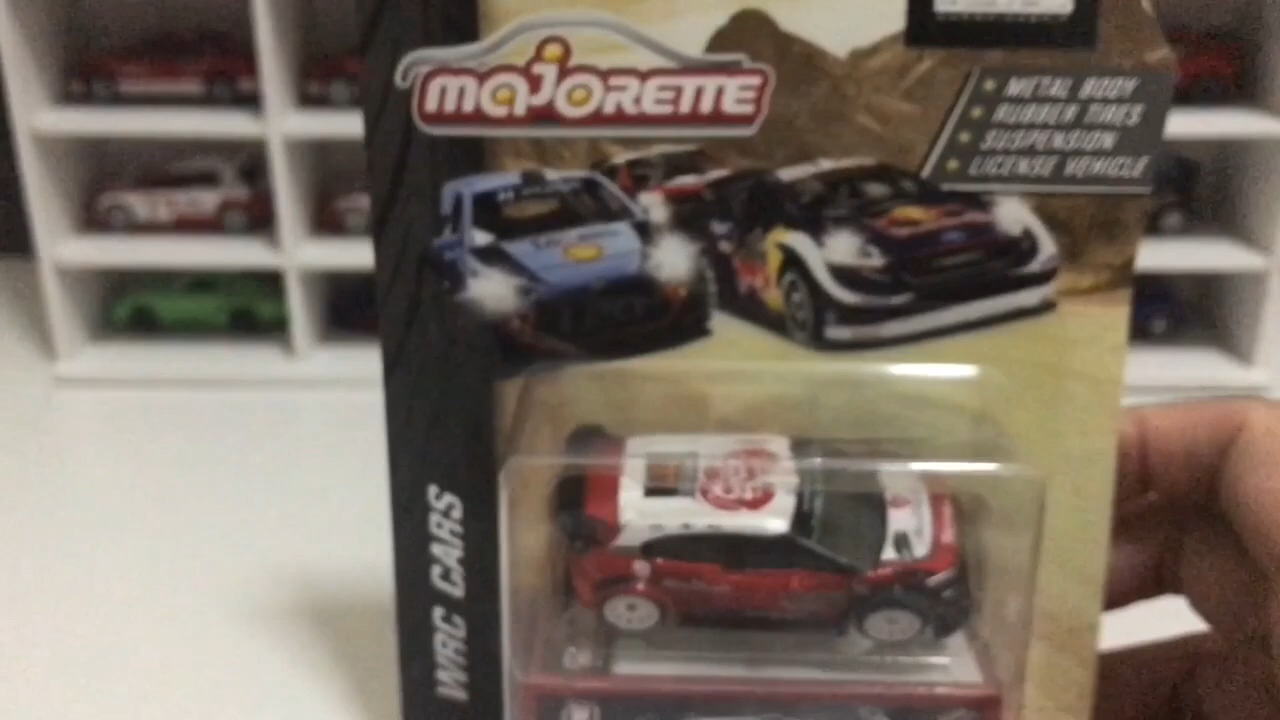 MAJORETTE
METAL BODY
RUBBER TIRES
SUSPENSION
LICENSE VEHICLE
WRC CARS